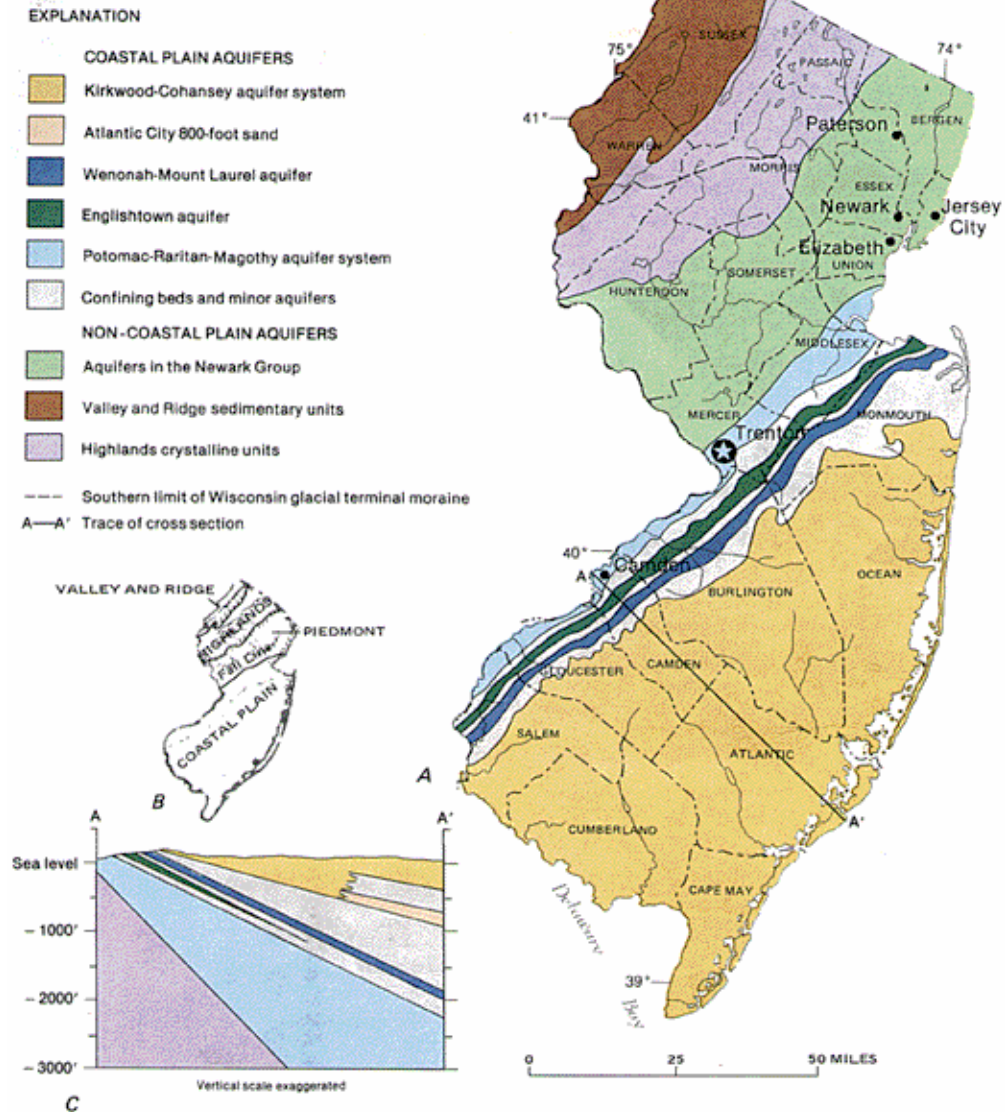 EXPLANATION
COASTAL PLAIN AQUIFERS
Kirkwood-Cohansey aquifer system
Atlantic City 800-foot sand
Wenonah-Mount Laurel aquifer
Englishtown aquifer
Potomac-Raritan-Magothy aquifer system
Confining beds and minor aquifers
NON-COASTAL PLAIN AQUIFERS
Aquifers in the Newark Group
Valley and Ridge sedimentary units
Highlands crystalline units
Southern limit of Wisconsin glacial terminal moraine
A—A' Trace of cross section
75°
74°
41°
SUSSEX
PASSAIC
BERGEN
Paterson
WARREN
MORRIS
ESSEX
Newark
Jersey
City
Elizabeth
UNION
SOMERSET
HUNTERDON
MIDDLESEX
MERCER
MONMOUTH
Trenton
40°
A
Camden
OCEAN
BURLINGTON
GLOUCESTER
CAMDEN
SALEM
ATLANTIC
A'
CUMBERLAND
CAPE MAY
Delaware
Bay
39°
A
0 25 50 MILES
VALLEY AND RIDGE
HIGHLANDS
PIEDMONT
Fall Line
COASTAL PLAIN
B
A A'
Sea level
– 1000'
– 2000'
– 3000'
Vertical scale exaggerated
C